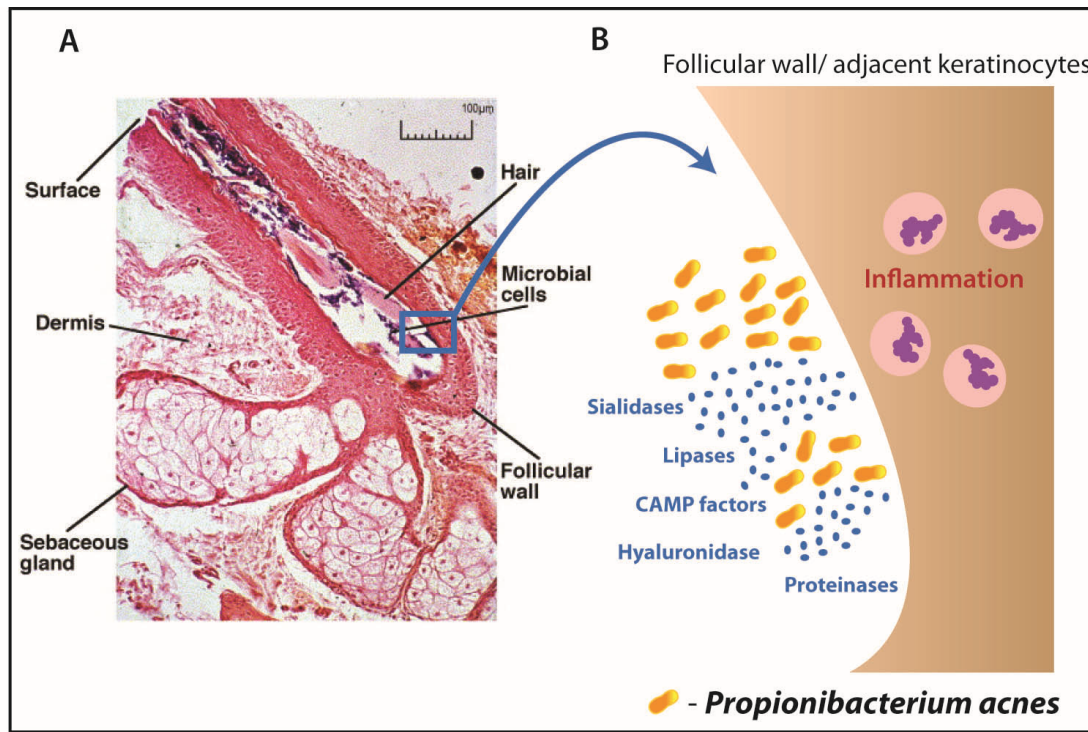 A
100µm
Surface
Hair
Microbial
cells
Dermis
Follicular
wall
Sebaceous
gland
B
Follicular wall/ adjacent keratinocytes
Inflammation
Sialidases
Lipases
CAMP factors
Hyaluronidase
Proteinases
- Propionibacterium acnes